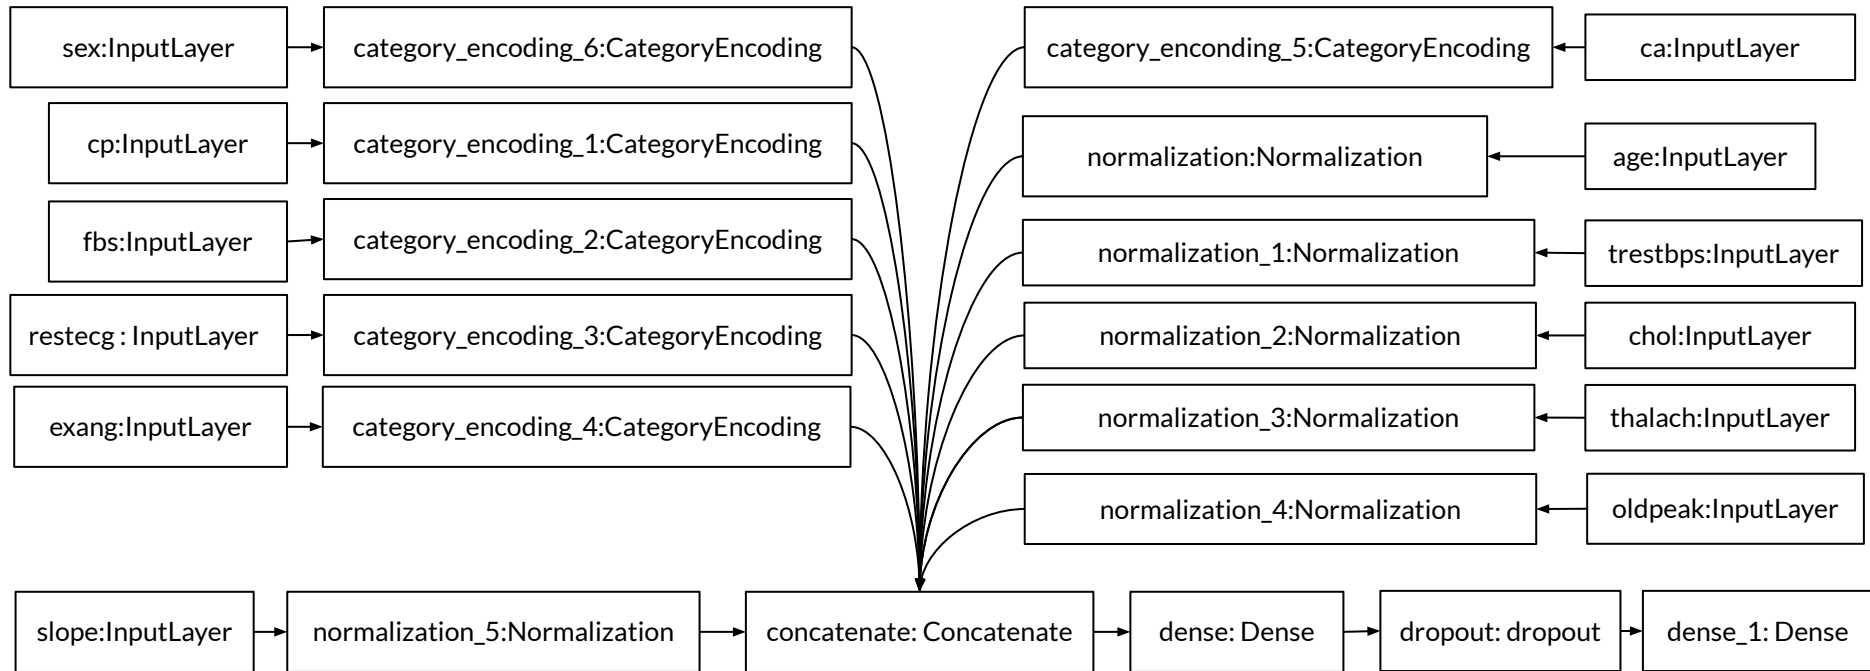 sex:InputLayer
category_encoding_6:CategoryEncoding
category_enconding_5:CategoryEncoding
ca:InputLayer
cp:InputLayer
category_encoding_1:CategoryEncoding
normalization:Normalization
age:InputLayer
fbs:InputLayer
category_encoding_2:CategoryEncoding
normalization_1:Normalization
trestbps:InputLayer
restecg : InputLayer
category_encoding_3:CategoryEncoding
normalization_2:Normalization
chol:InputLayer
exang:InputLayer
category_encoding_4:CategoryEncoding
normalization_3:Normalization
thalach:InputLayer
normalization_4:Normalization
oldpeak:InputLayer
slope:InputLayer
normalization_5:Normalization
concatenate: Concatenate
dense: Dense
dropout: dropout
dense_1: Dense